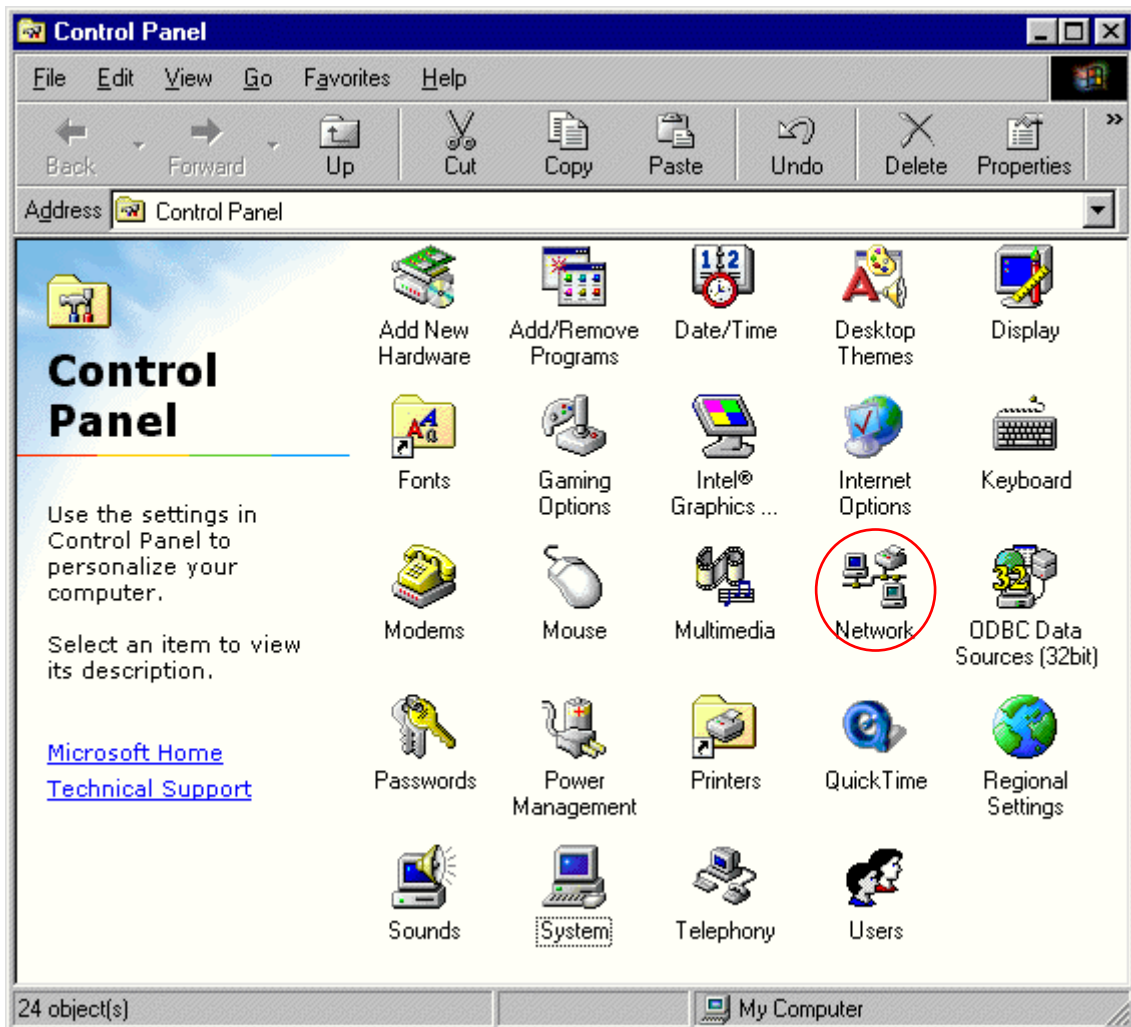 Control Panel
File Edit View Go Favorites Help
Back Forward Up Cut Copy Paste Undo Delete Properties »
Address Control Panel
Control
Panel
Use the settings in
Control Panel to
personalize your
computer.
Select an item to view
its description.
Microsoft Home
Technical Support
Add New
Hardware
Add/Remove
Programs
Date/Time
Desktop
Themes
Display
Fonts
Gaming
Options
Intel®
Graphics ...
Internet
Options
Keyboard
Modems
Mouse
Multimedia
Network
ODBC Data
Sources (32bit)
Passwords
Power
Management
Printers
QuickTime
Regional
Settings
Sounds
System
Telephony
Users
24 object(s)
My Computer